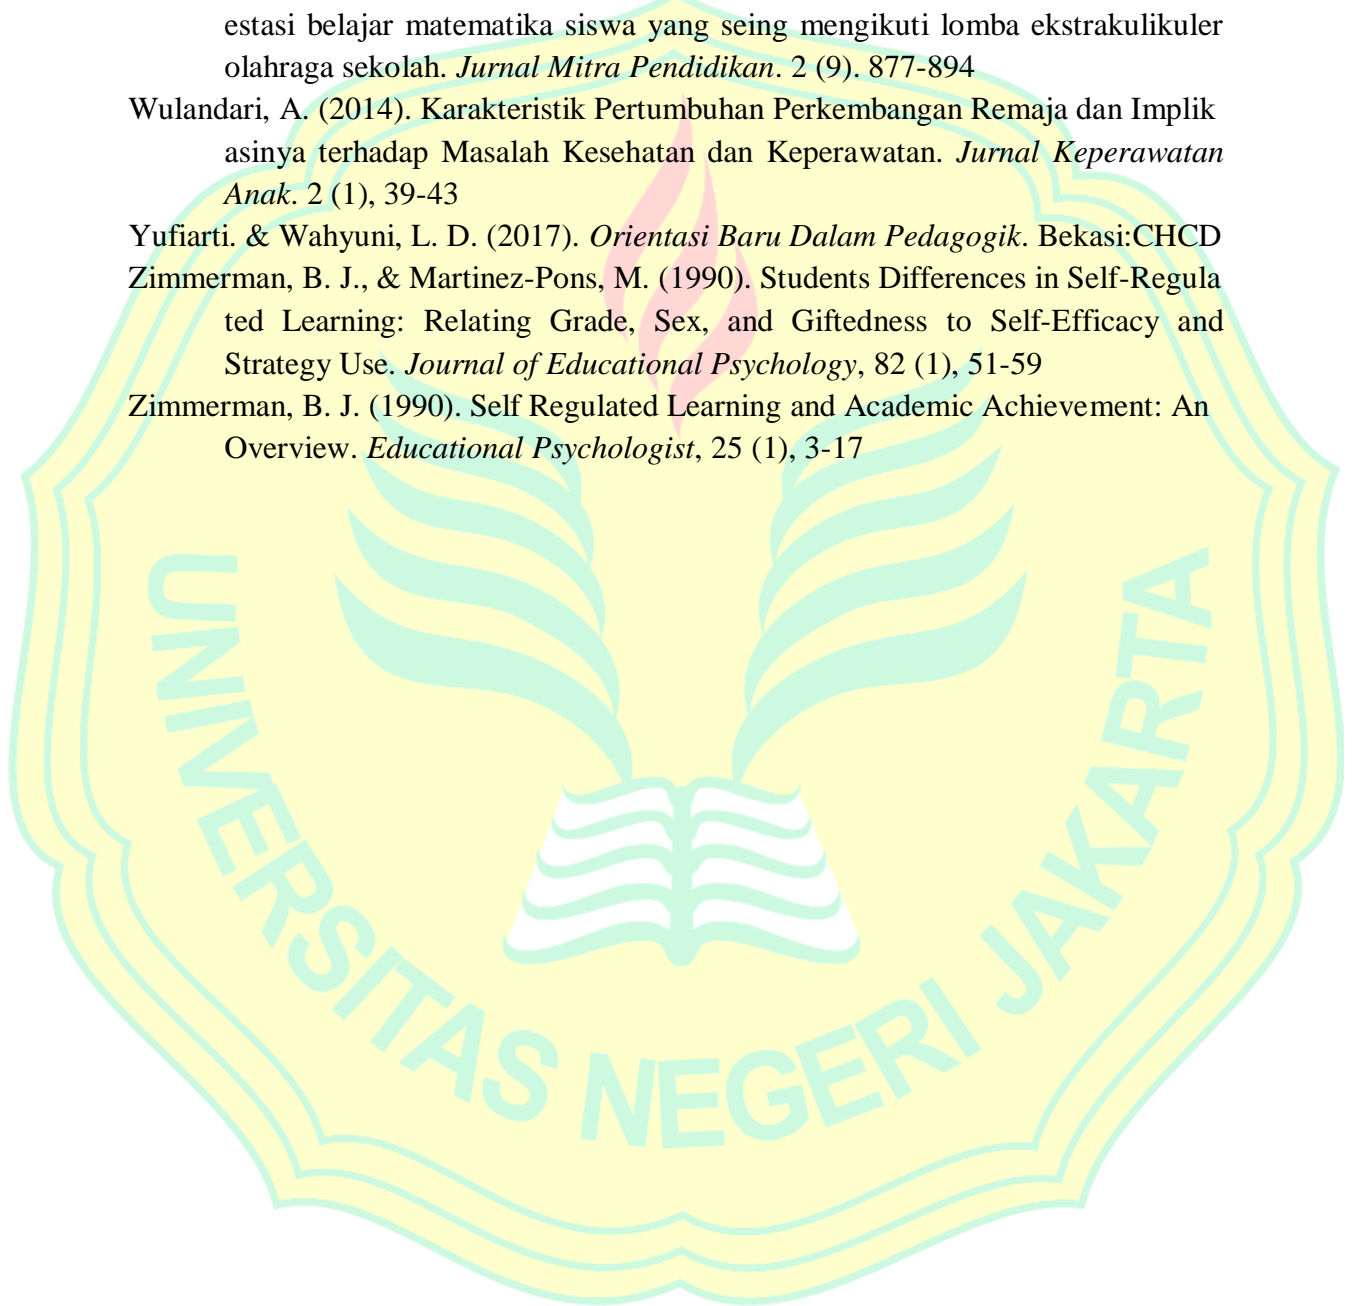 estasi belajar matematika siswa yang seing mengikuti lomba ekstrakulikuler
olahraga sekolah. Jurnal Mitra Pendidikan. 2 (9). 877-894
Wulandari, A. (2014). Karakteristik Pertumbuhan Perkembangan Remaja dan Implik
asinya terhadap Masalah Kesehatan dan Keperawatan. Jurnal Keperawatan
Anak. 2 (1), 39-43
Yufiarti. & Wahyuni, L. D. (2017). Orientasi Baru Dalam Pedagogik. Bekasi:CHCD
Zimmerman, B. J., & Martinez-Pons, M. (1990). Students Differences in Self-Regula
ted Learning: Relating Grade, Sex, and Giftedness to Self-Efficacy and
Strategy Use. Journal of Educational Psychology, 82 (1), 51-59
Zimmerman, B. J. (1990). Self Regulated Learning and Academic Achievement: An
Overview. Educational Psychologist, 25 (1), 3-17
UNIVERSITAS NEGERI JAKARTA